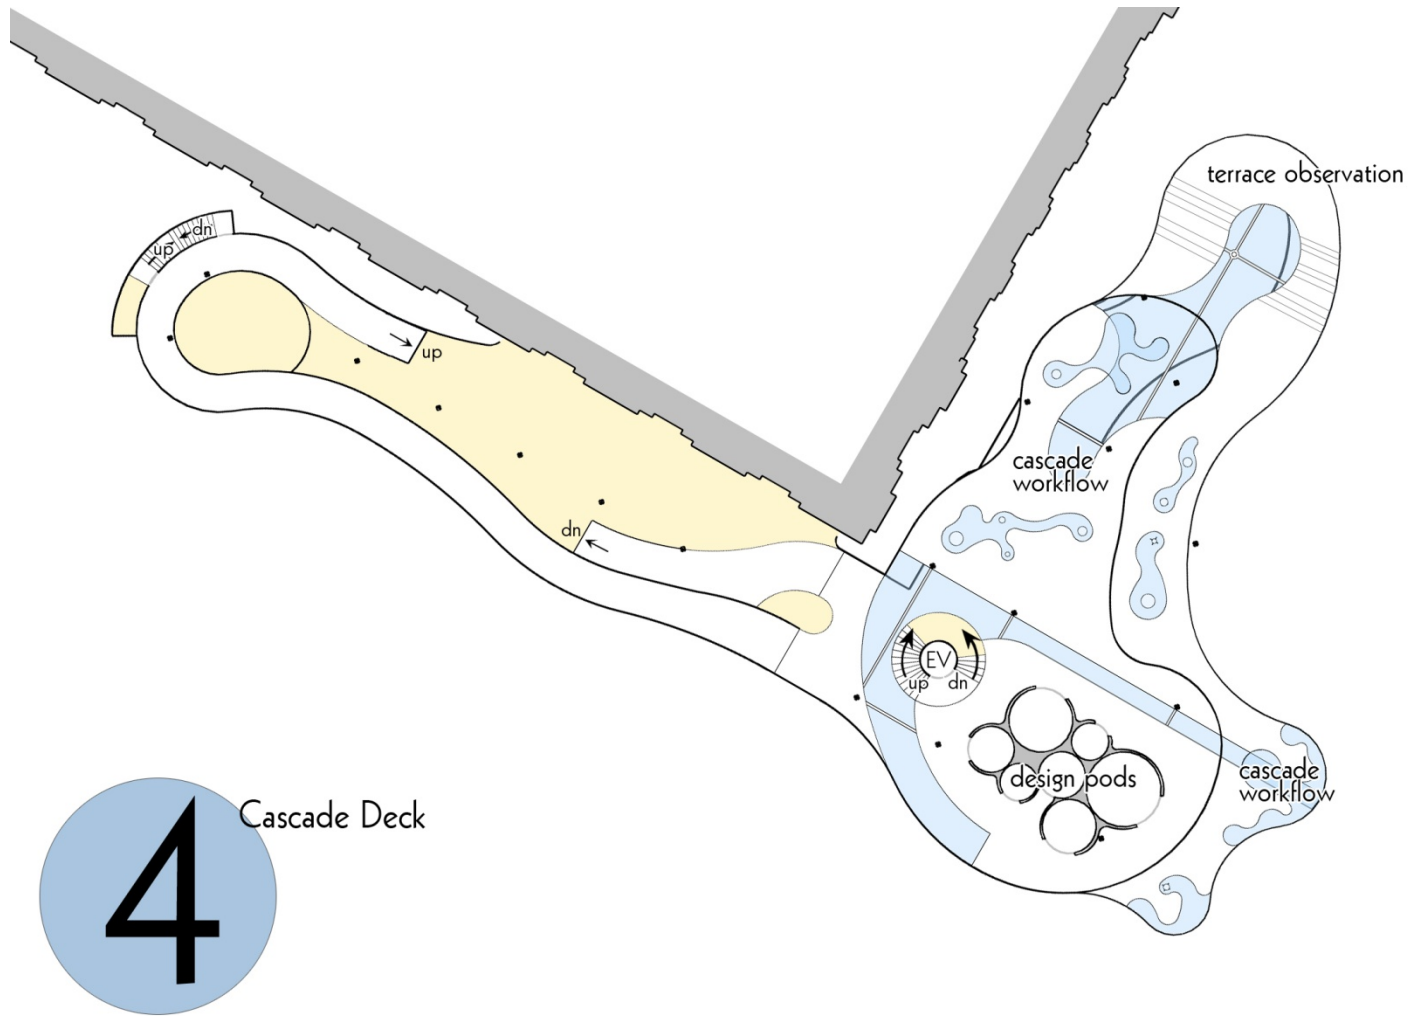 terrace observation
dn
up
up
cascade
workflow
dn
EV
up dn
design pods
cascade
workflow
4
Cascade Deck